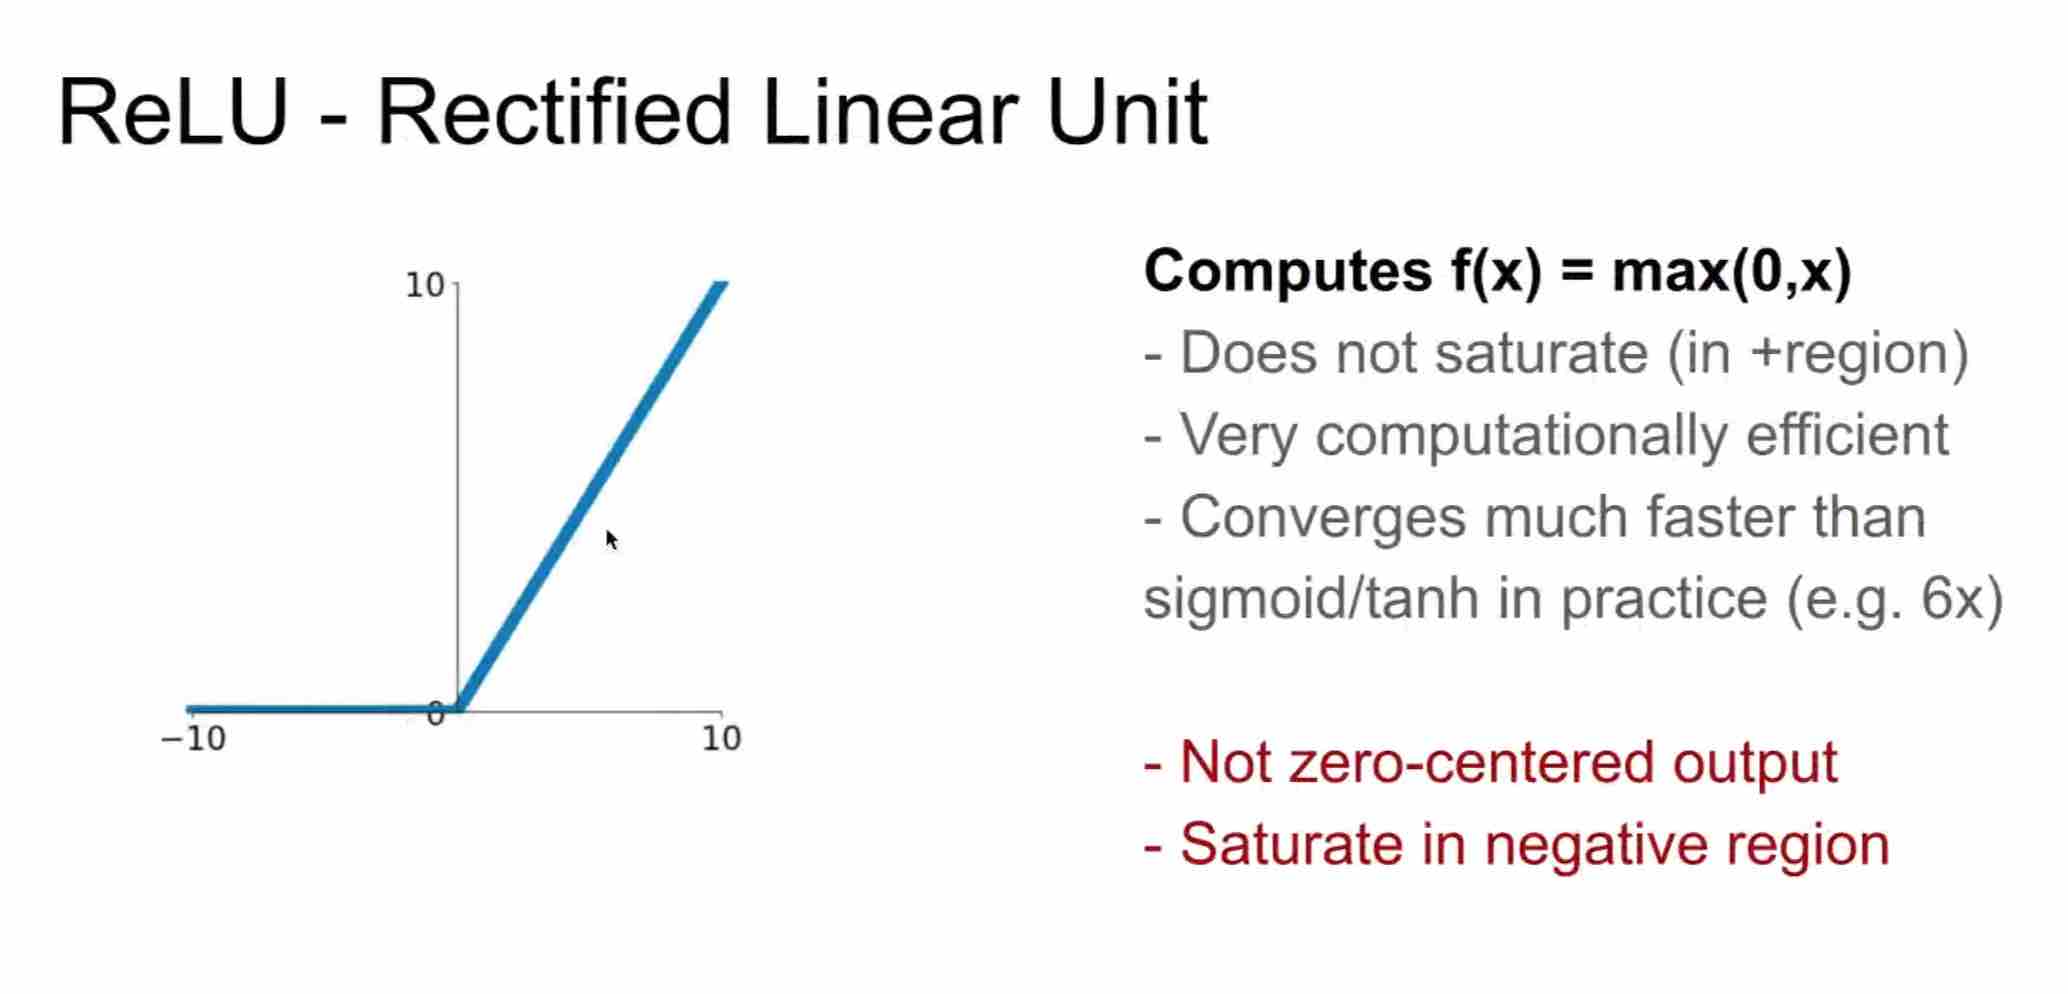 ReLU - Rectified Linear Unit
10
0
−10
10
Computes f(x) = max(0,x)
- Does not saturate (in +region)
- Very computationally efficient
- Converges much faster than
sigmoid/tanh in practice (e.g. 6x)
- Not zero-centered output
- Saturate in negative region